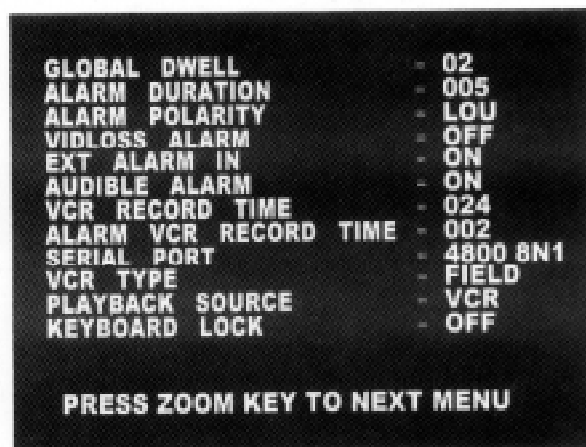 GLOBAL DWELL - 02
ALARM DURATION - 005
ALARM POLARITY - LOU
VIDLOSS ALARM - OFF
EXT ALARM IN - ON
AUDIBLE ALARM - ON
VCR RECORD TIME - 024
ALARM VCR RECORD TIME - 002
SERIAL PORT - 4800 8N1
VCR TYPE - FIELD
PLAYBACK SOURCE - VCR
KEYBOARD LOCK - OFF
PRESS ZOOM KEY TO NEXT MENU